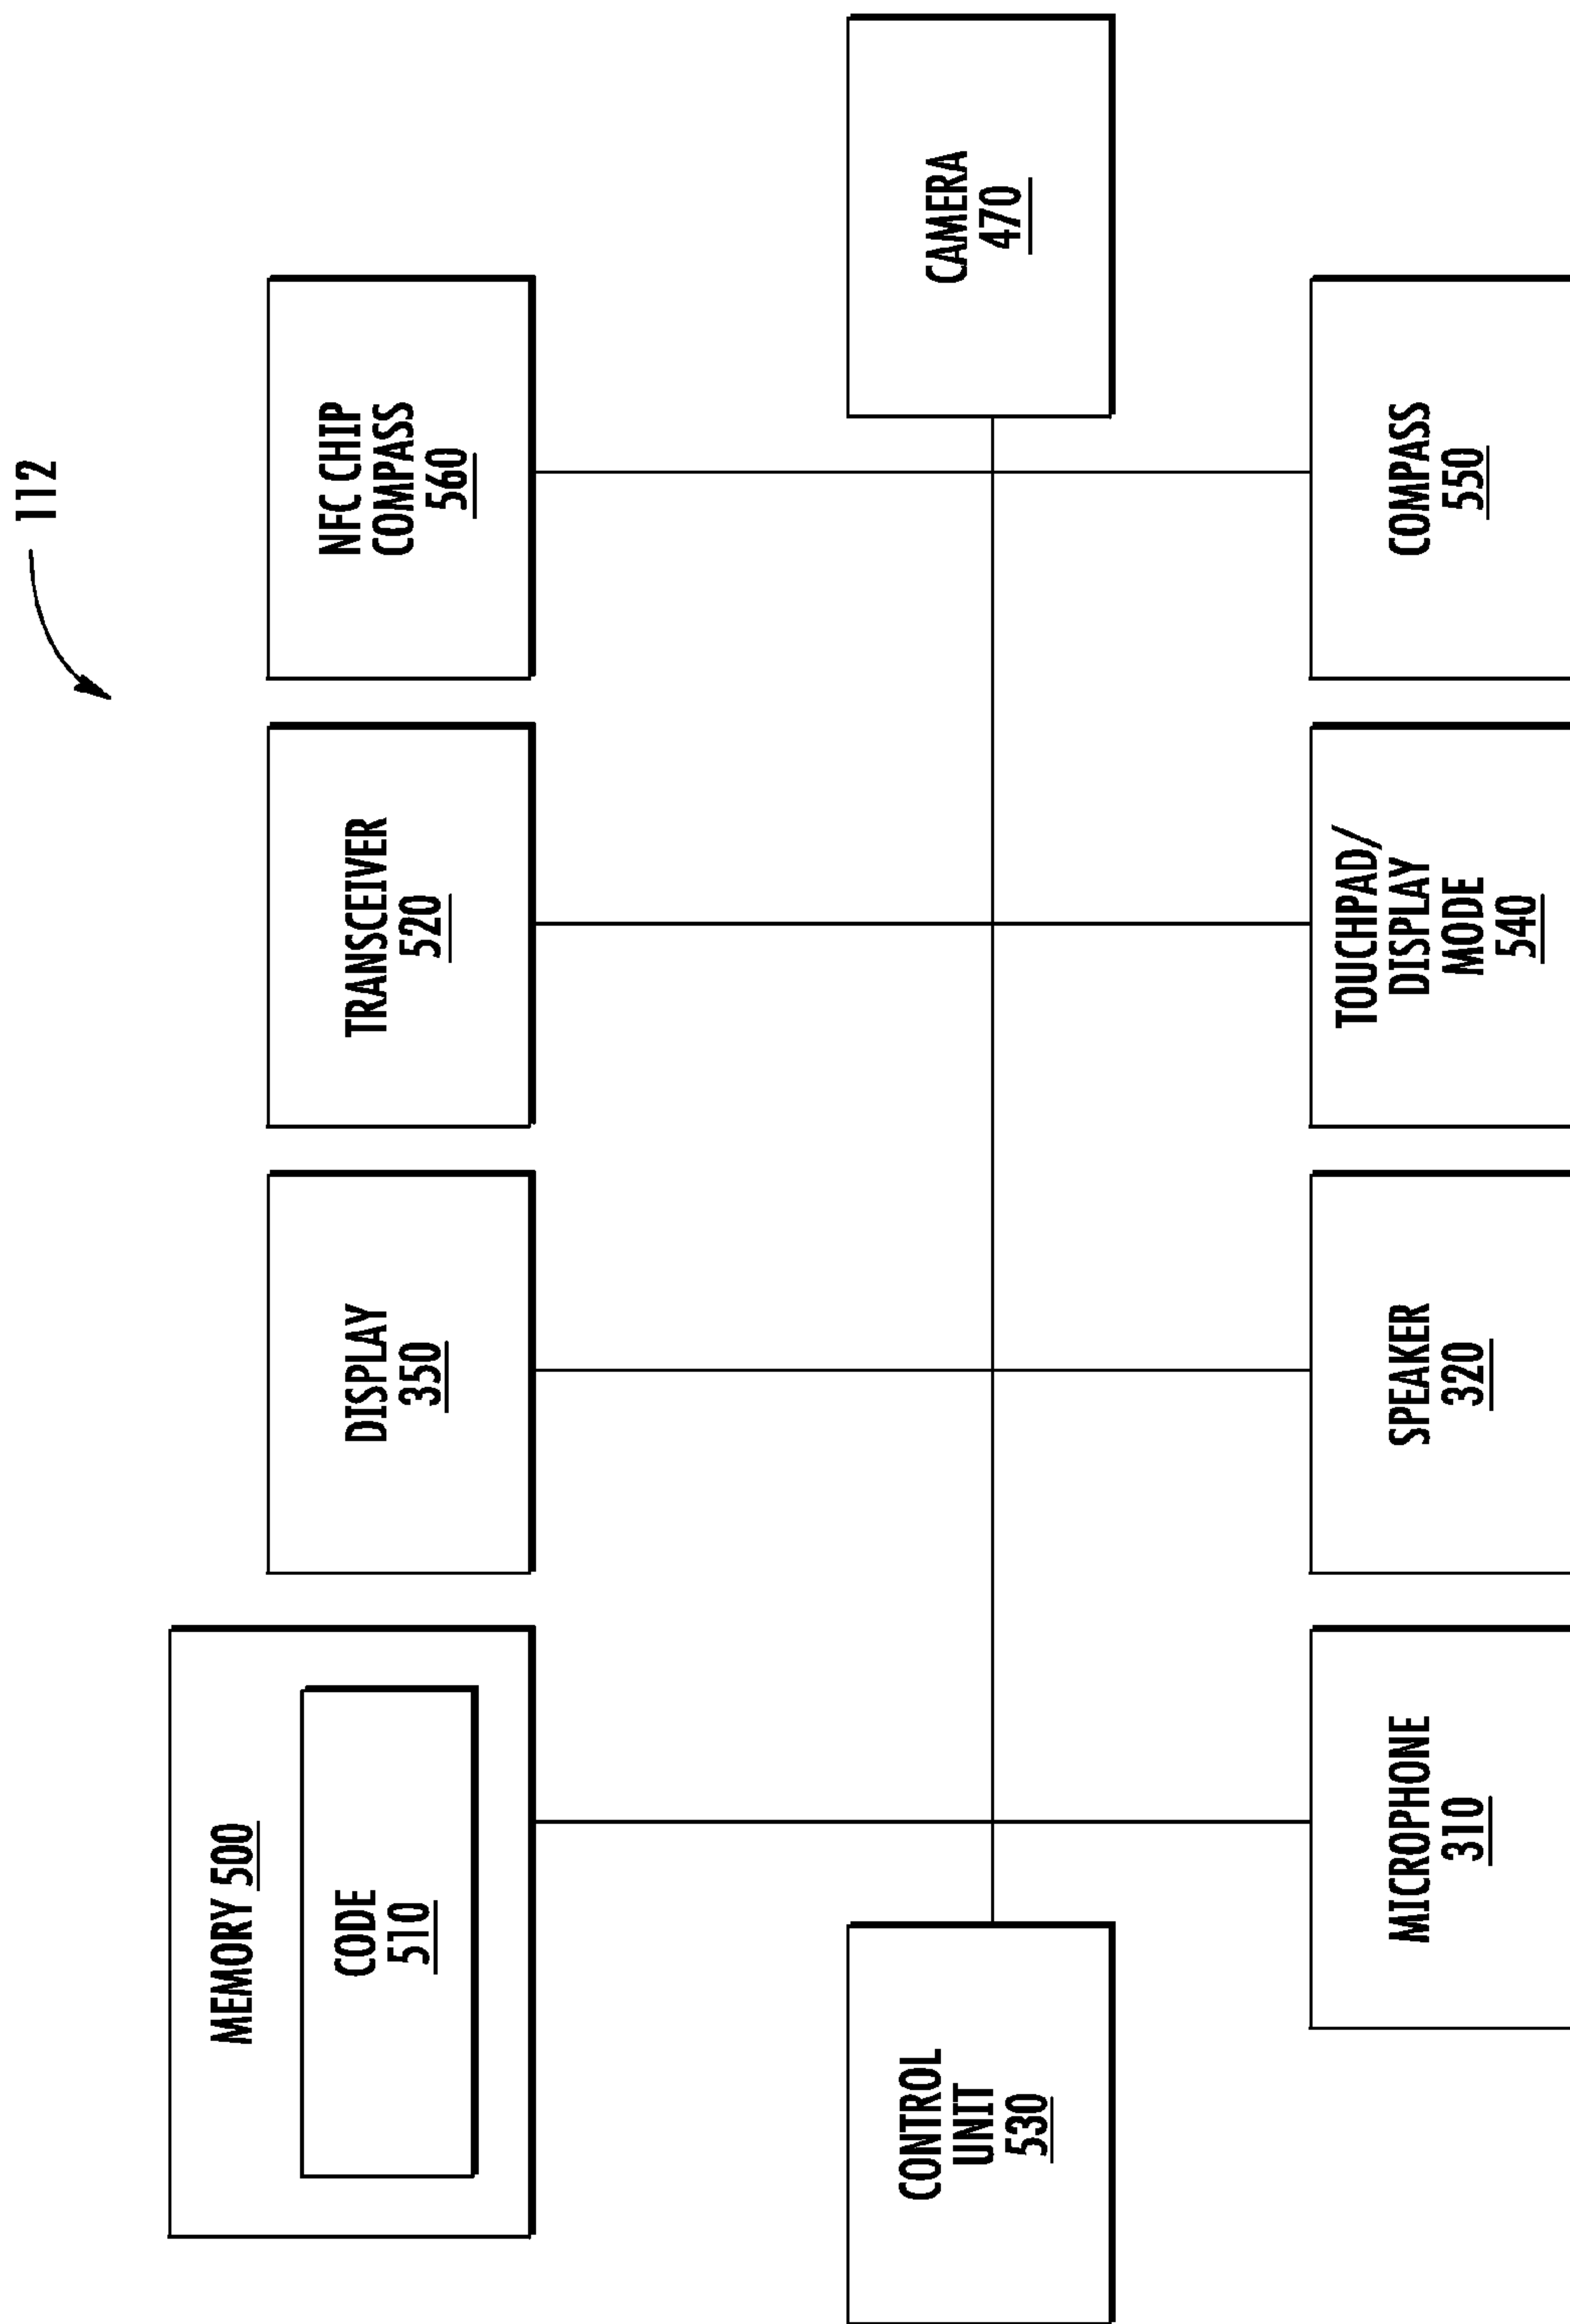 112
MEMORY 500
CODE
510
DISPLAY
350
TRANSCEIVER
520
NFC CHIP
COMPASS
560
CONTROL
UNIT
530
CAMERA
470
MICROPHONE
310
SPEAKER
320
TOUCHPAD/
DISPLAY
MODE
540
COMPASS
550